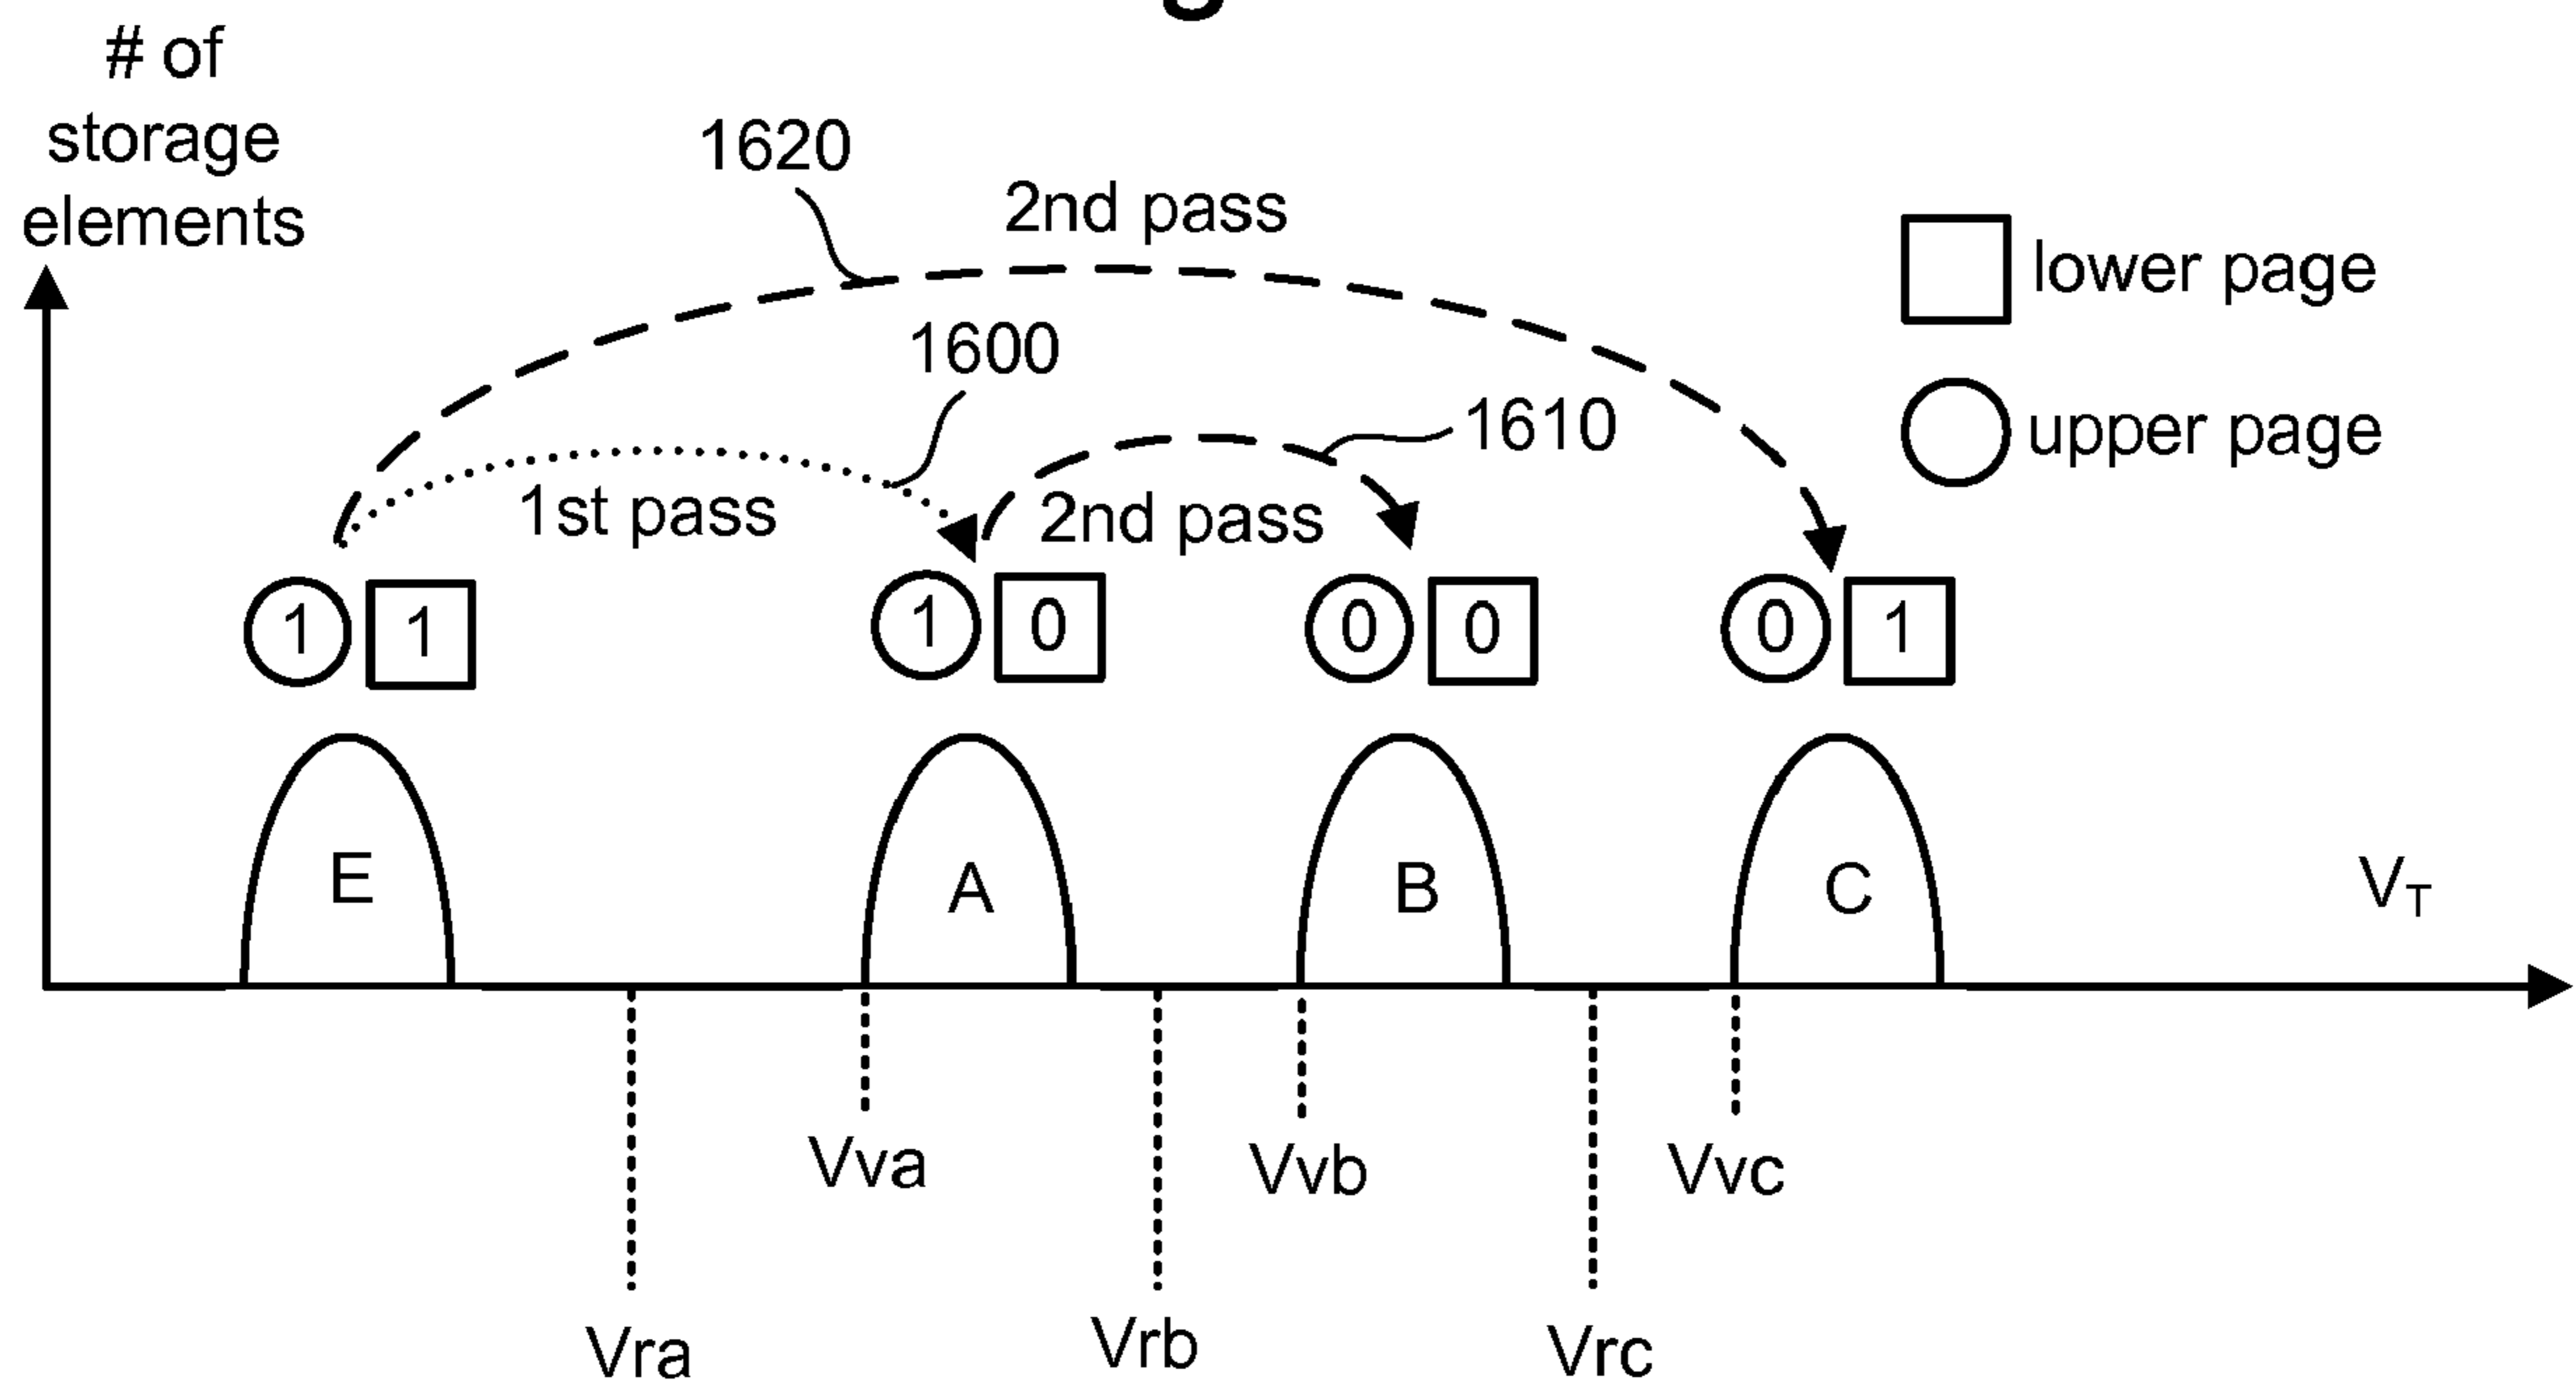 # of
storage
elements
1620
2nd pass
lower page
1600
1610
upper page
1st pass
2nd pass
1 1
1 0
0 0
0 1
E
A
B
C
VT
Vva
Vvb
Vvc
Vra
Vrb
Vrc